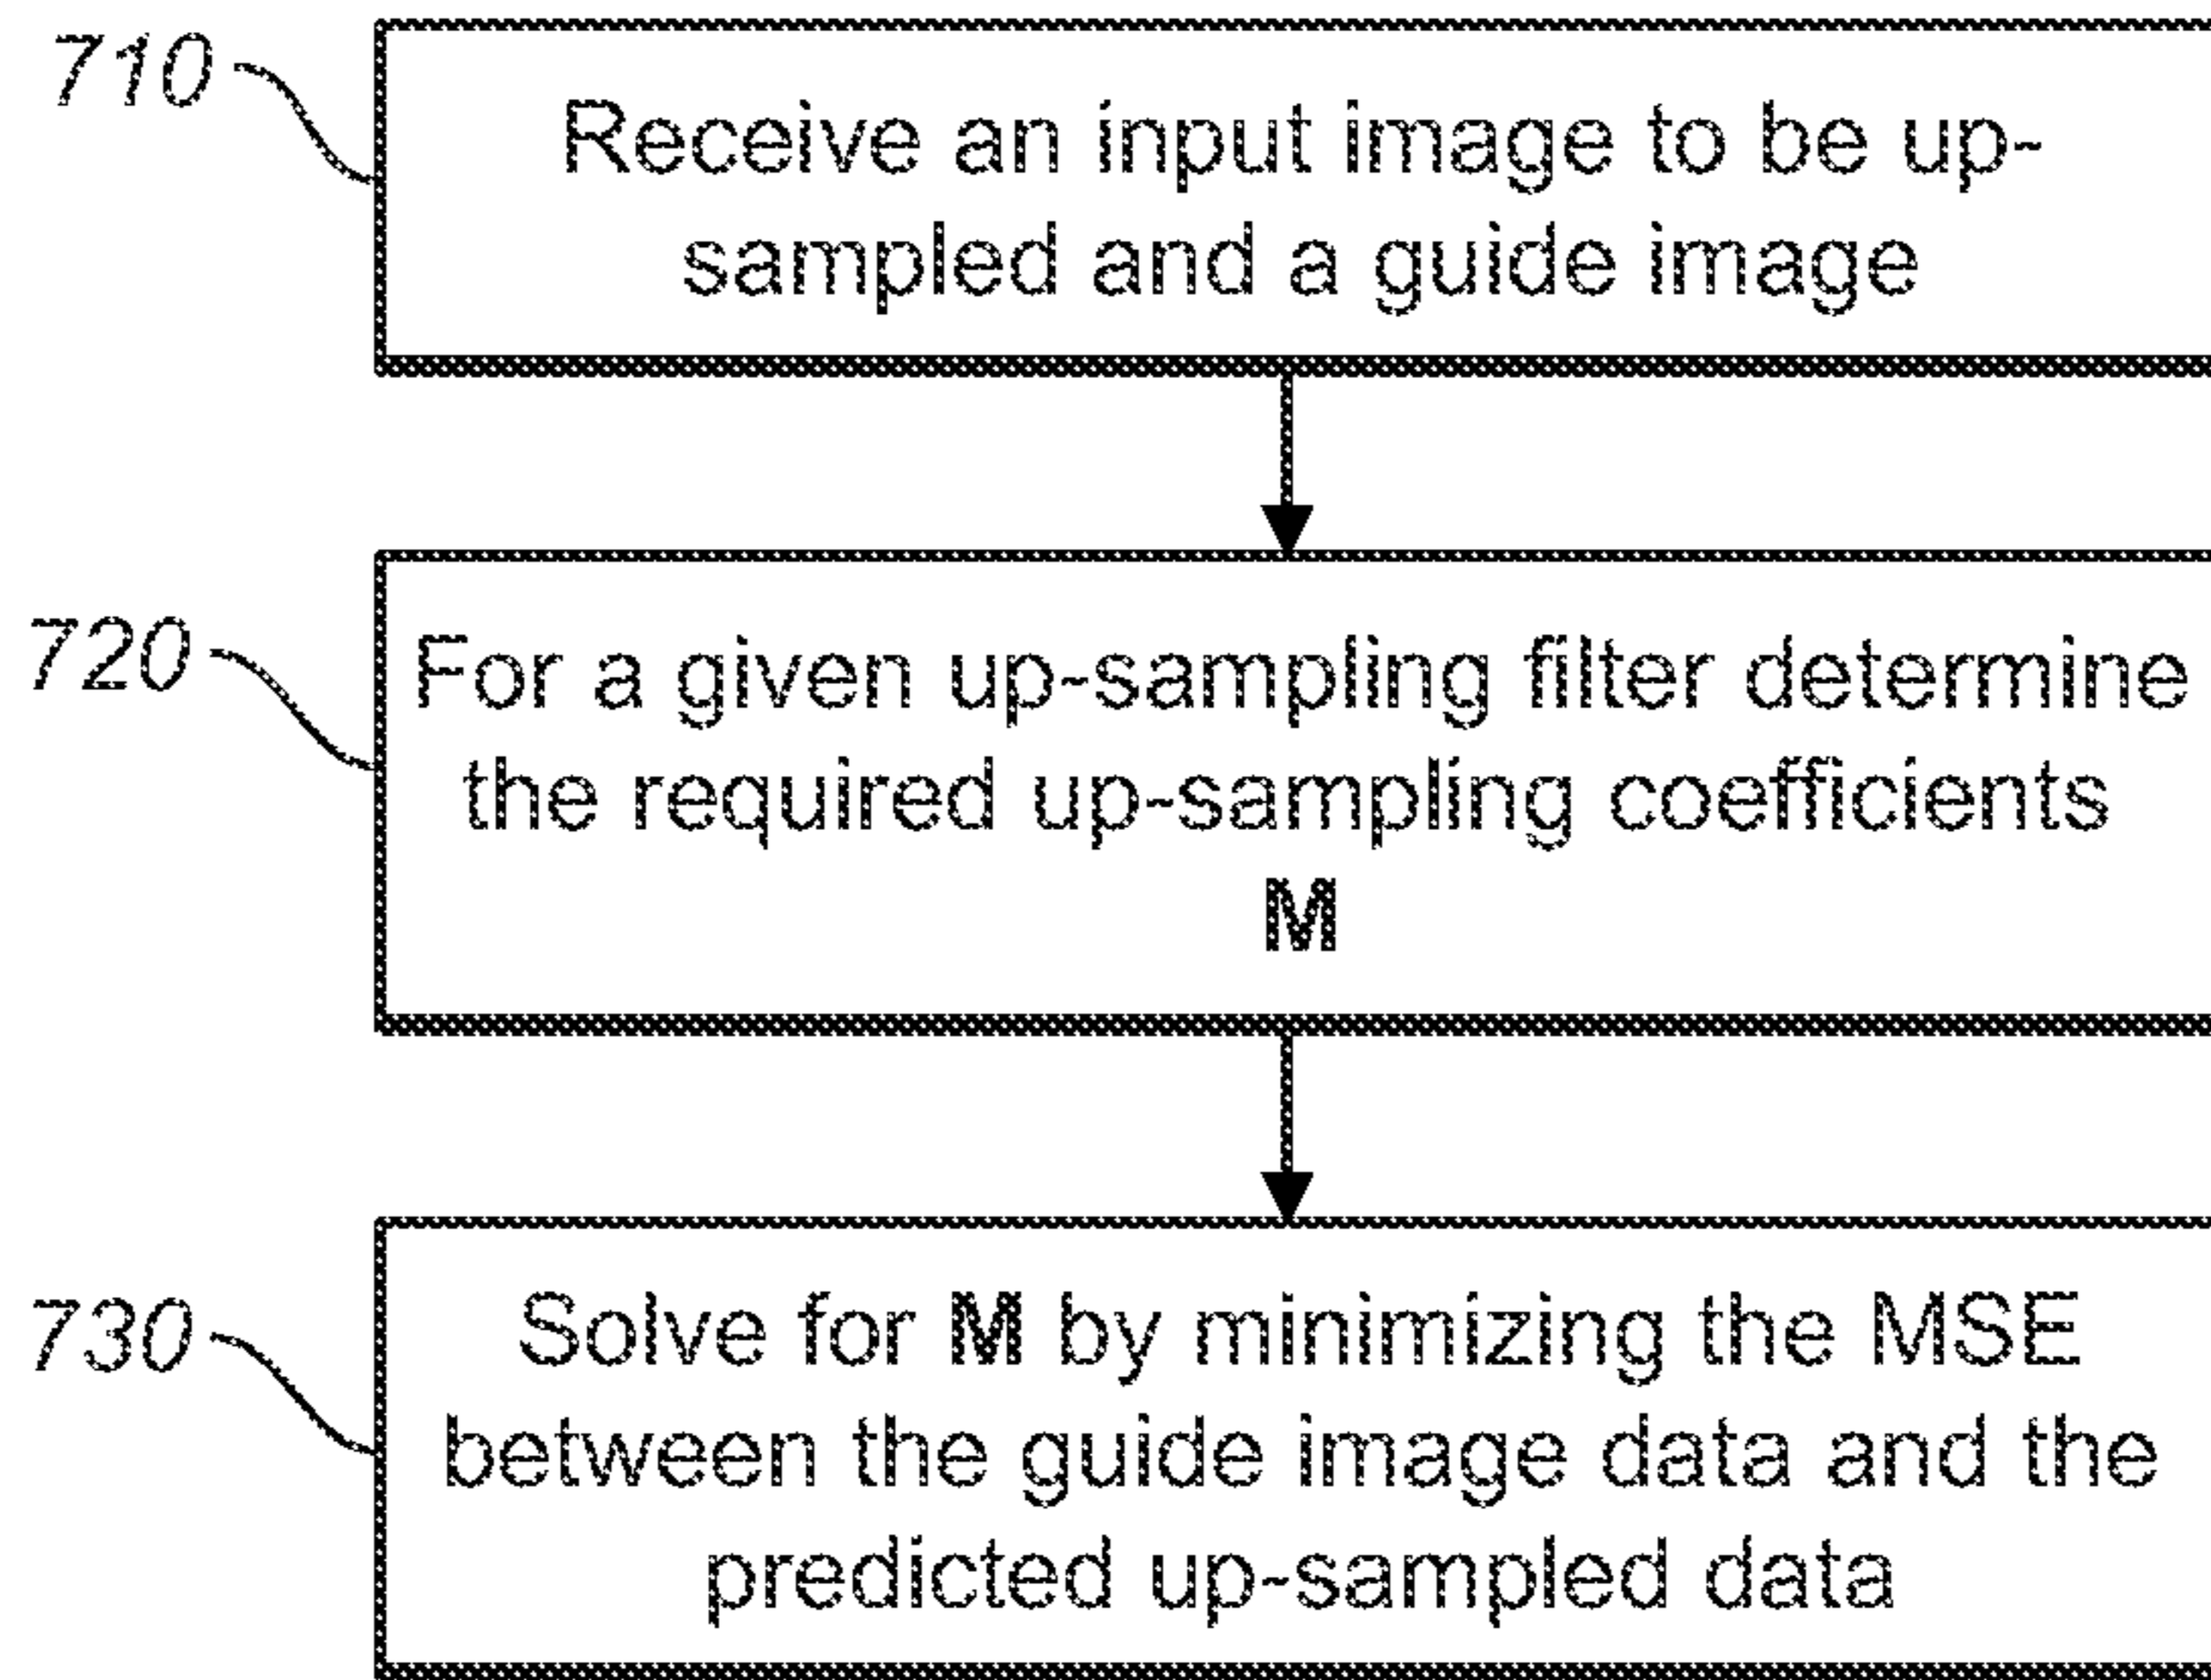 710
Receive an input image to be up-
sampled and a guide image
720
For a given up-sampling filter determine
the required up-sampling coefficients
M
730
Solve for M by minimizing the MSE
between the guide image data and the
predicted up-sampled data